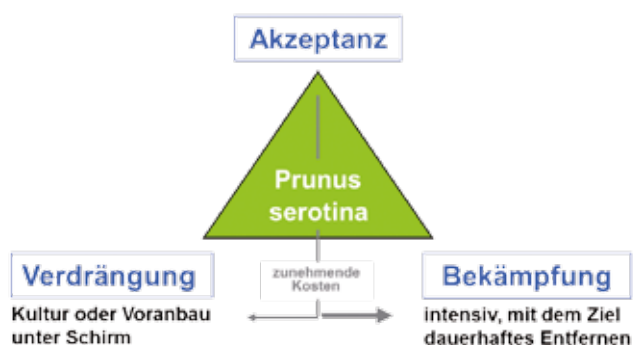 Akzeptanz
Prunus
serotina
Verdrängung
zunehmende
Kosten
Bekämpfung
Kultur oder Voranbau
unter Schirm
intensiv, mit dem Ziel
dauerhaftes Entfernen